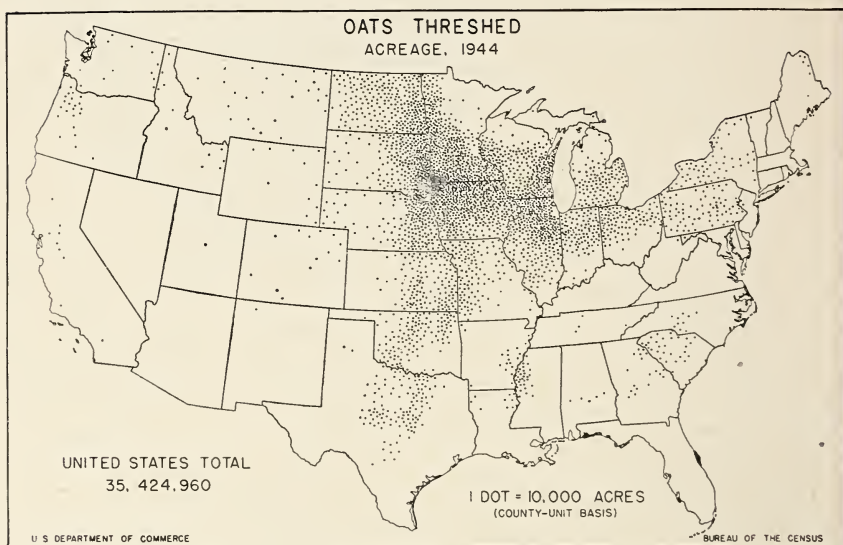 OATS THRESHED
ACREAGE, 1944
UNITED STATES TOTAL
35, 424,960
1 DOT = 10,000 ACRES
(COUNTY-UNIT BASIS)
U S DEPARTMENT OF COMMERCE
BUREAU OF THE CENSUS